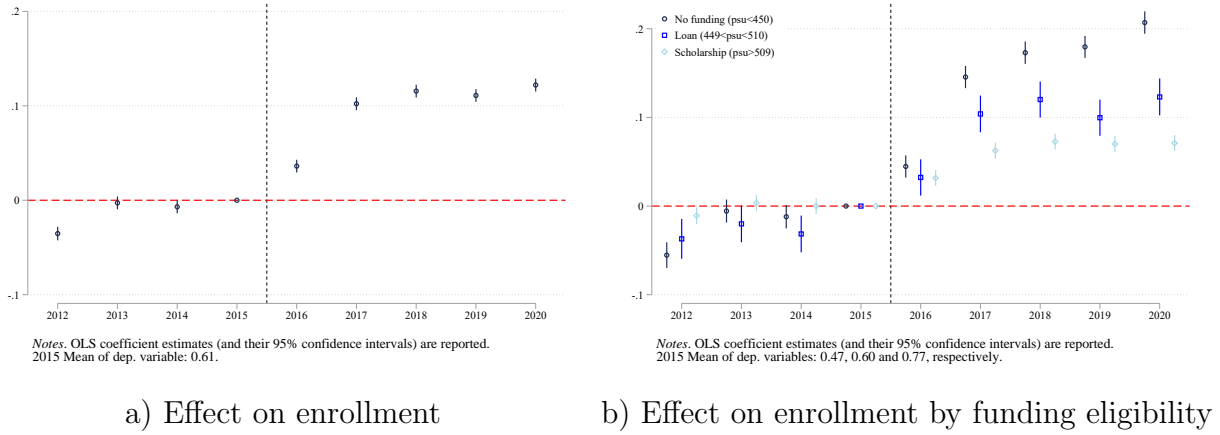 .2
.1
0
-.1
2012 2013 2014 2015 2016 2017 2018 2019 2020
Notes. OLS coefficient estimates (and their 95% confidence intervals) are reported.
2015 Mean of dep. variable: 0.61.
a) Effect on enrollment
No funding (psu<450)
Loan (449<psu<510)
Scholarship (psu>509)
.2
.1
0
-.1
2012 2013 2014 2015 2016 2017 2018 2019 2020
Notes. OLS coefficient estimates (and their 95% confidence intervals) are reported.
2015 Mean of dep. variables: 0.47, 0.60 and 0.77, respectively.
b) Effect on enrollment by funding eligibility